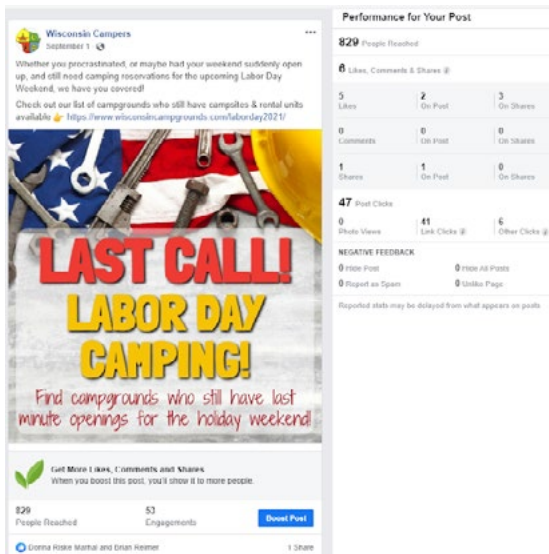 Wisconsin Campers
September 1
Whether you procrastinated, or maybe had your weekend suddenly open
up, and still need camping reservations for the upcoming Labor Day
Weekend, we have you covered!
Check out our list of campgrounds who still have campsites & rental units
available 👉 https://www.wisconsincampgrounds.com/laborday2021/
LAST CALL!
LABOR DAY
CAMPING!
Find campgrounds who still have last
minute openings for the holiday weekend!
Get More Likes, Comments and Shares
When you boost this post, you'll show it to more people.
829
People Reached
53
Engagements
Boost Post
Donna Riske Mathal and Brian Reimer
1 Share
Performance for Your Post
829 People Reached
6 Likes, Comments & Shares
5
Likes
2
On Post
3
On Shares
0
Comments
0
On Post
0
On Shares
1
Shares
1
On Post
0
On Shares
47 Post Clicks
0
Photo Views
41
Link Clicks
6
Other Clicks
NEGATIVE FEEDBACK
0 Hide Post
0 Hide All Posts
0 Report as Spam
0 Unlike Page
Reported stats may be delayed from what appears on posts